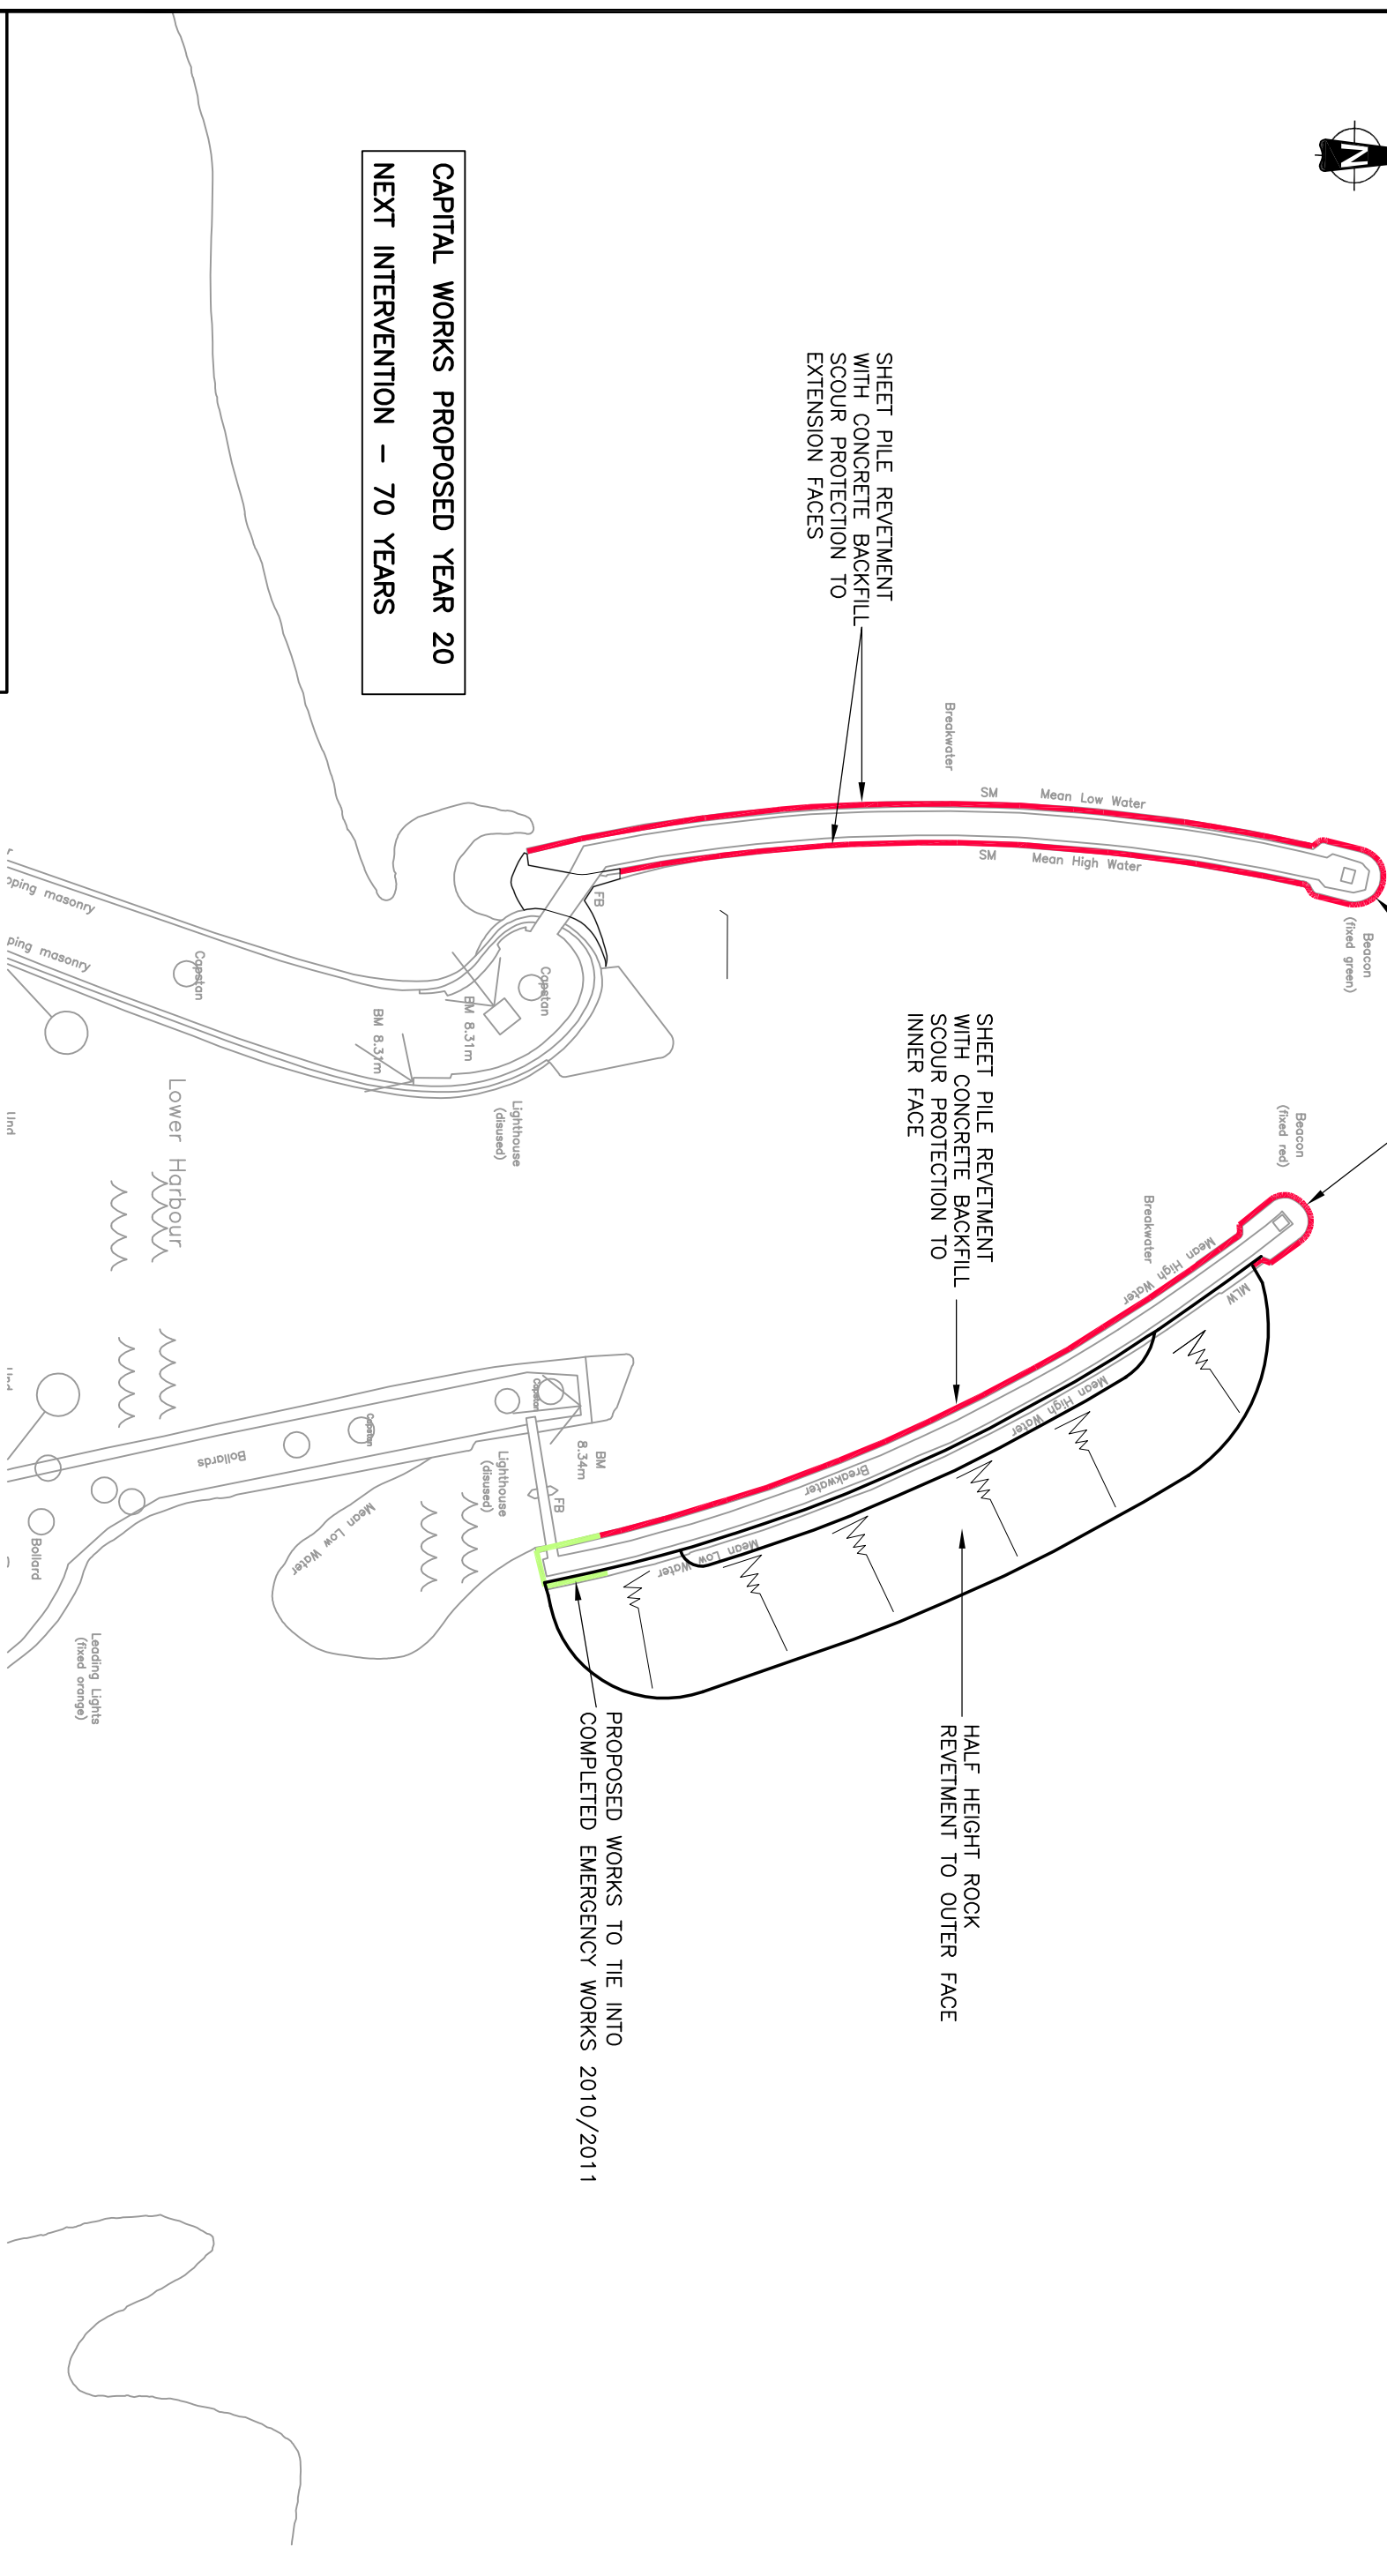 N
CAPITAL WORKS PROPOSED YEAR 20
NEXT INTERVENTION – 70 YEARS
SHEET PILE REVETMENT
WITH CONCRETE BACKFILL
SCOUR PROTECTION TO
EXTENSION FACES
Breakwater
SM
Mean Low Water
SM
Mean High Water
Beacon
(fixed green)
FB
Capstan
BM 8.31m
BM 8.31m
Capstan
oping masonry
ping masonry
Lighthouse
(disused)
Lower Harbour
SHEET PILE REVETMENT
WITH CONCRETE BACKFILL
SCOUR PROTECTION TO
INNER FACE
Beacon
(fixed red)
Breakwater
Mean High Water
MLW
Mean High Water
Breakwater
Mean Low Water
HALF HEIGHT ROCK
REVETMENT TO OUTER FACE
PROPOSED WORKS TO TIE INTO
COMPLETED EMERGENCY WORKS 2010/2011
BM
8.34m
FB
Lighthouse
(disused)
Capstan
Capstan
Bollards
Mean Low Water
Bollard
Leading Lights
(fixed orange)